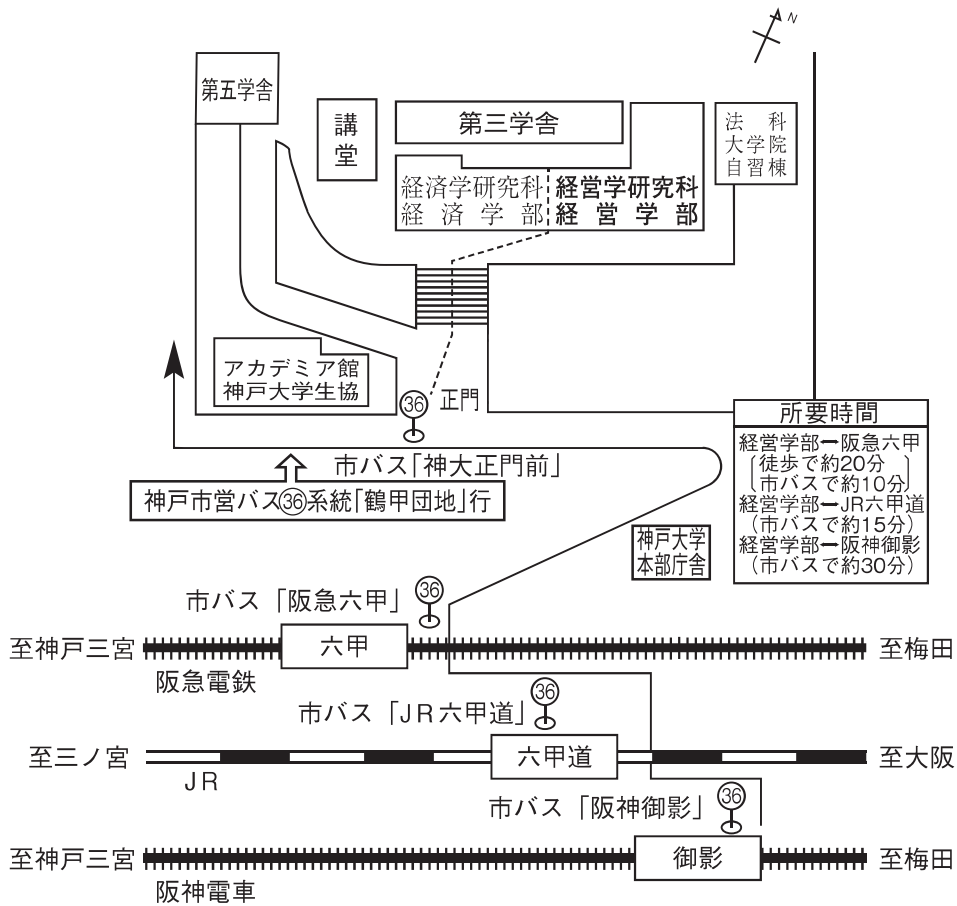 N
第五学舎
講
堂
第三学舎
法科
大学院
自習棟
経済学研究科
経済学部
経営学研究科
経営学部
アカデミア館
神戸大学生協
㊱
正門
市バス「神大正門前」
神戸市営バス㊱系統「鶴甲団地」行
所要時間
経営学部ー阪急六甲
徒歩で約20分
市バスで約10分
経営学部ーJR六甲道
(市バスで約15分)
経営学部ー阪神御影
(市バスで約30分)
神戸大学
本部庁舎
市バス「阪急六甲」
㊱
至神戸三宮
六甲
至梅田
阪急電鉄
市バス「JR六甲道」
㊱
至三ノ宮
六甲道
至大阪
JR
市バス「阪神御影」
㊱
至神戸三宮
御影
至梅田
阪神電車